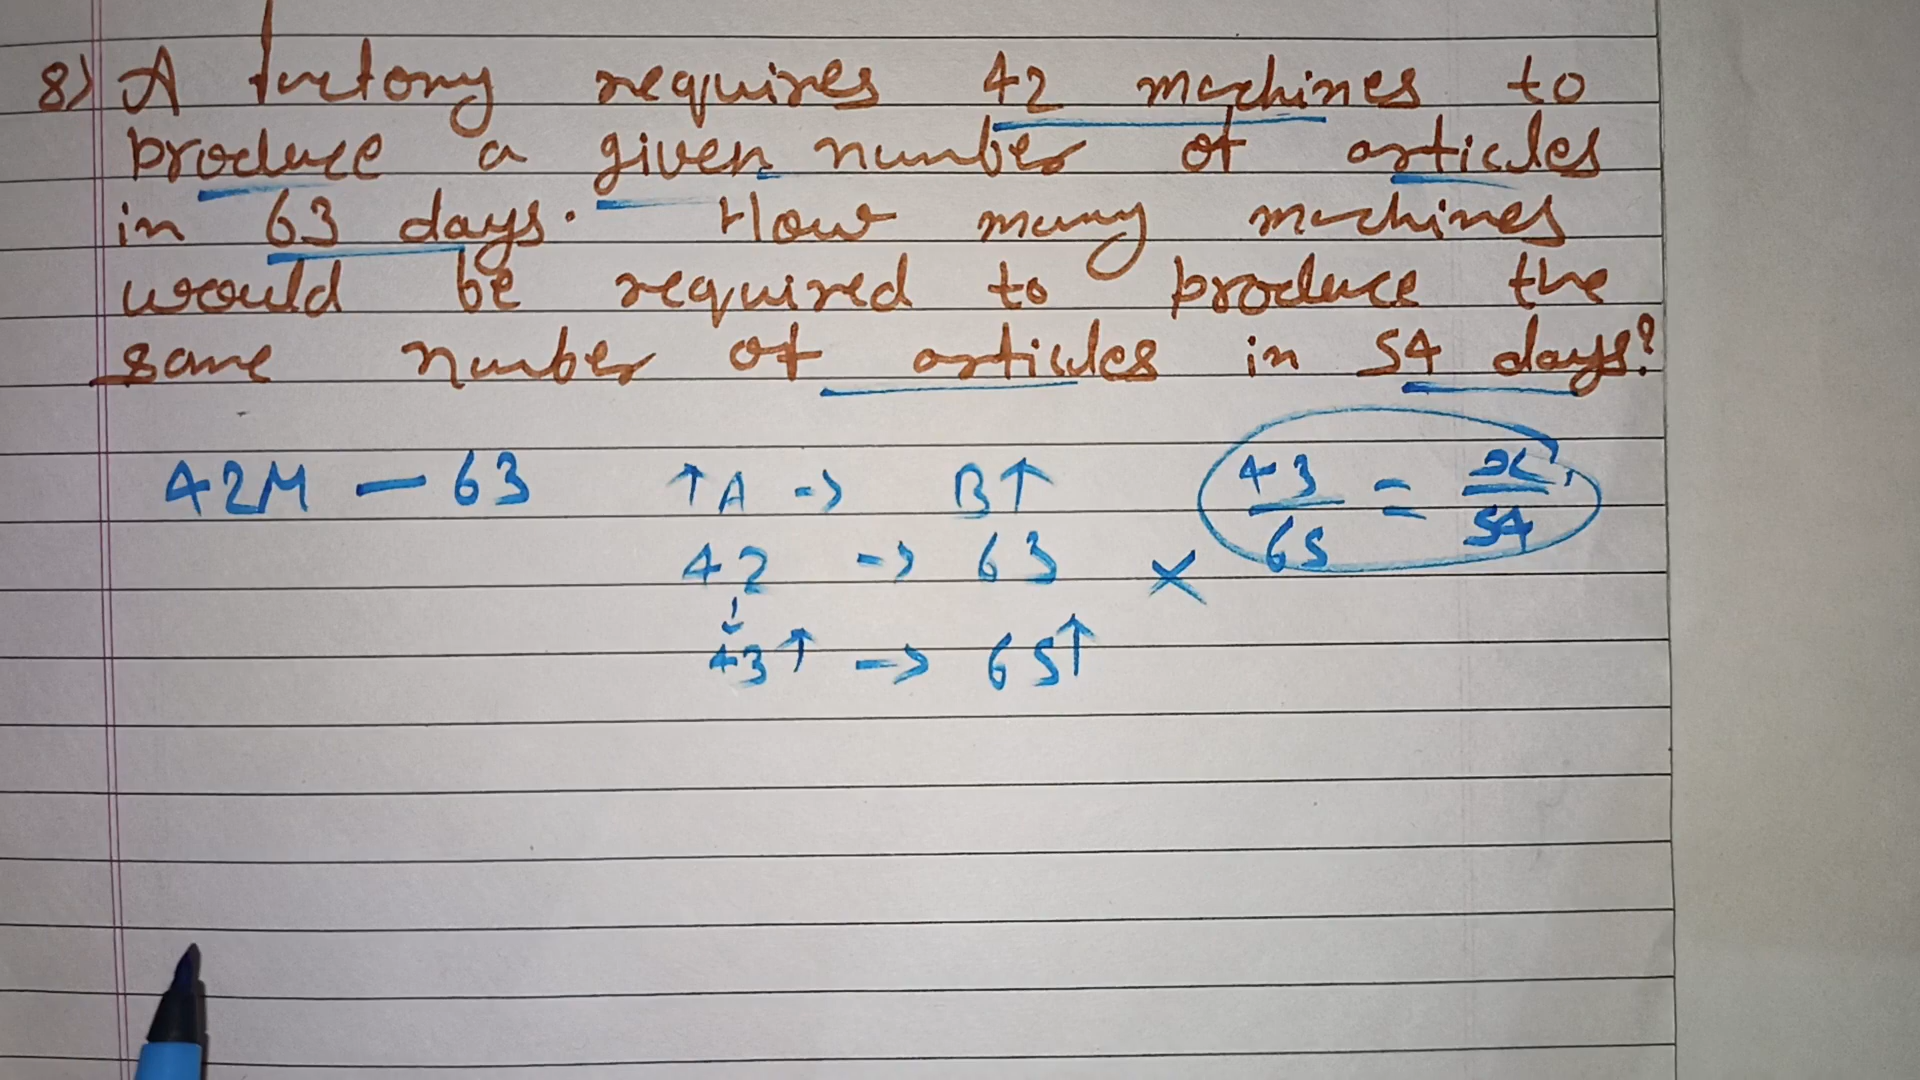 8) A factory requires 42 machines to
produce a given number of articles
in 63 days. How many machines
would be required to produce the
same number of articles in 54 days?
42M — 63
↑A -> B↑
42 -> 63
↓
43↑ -> 65↑
×
43/65 = x/54